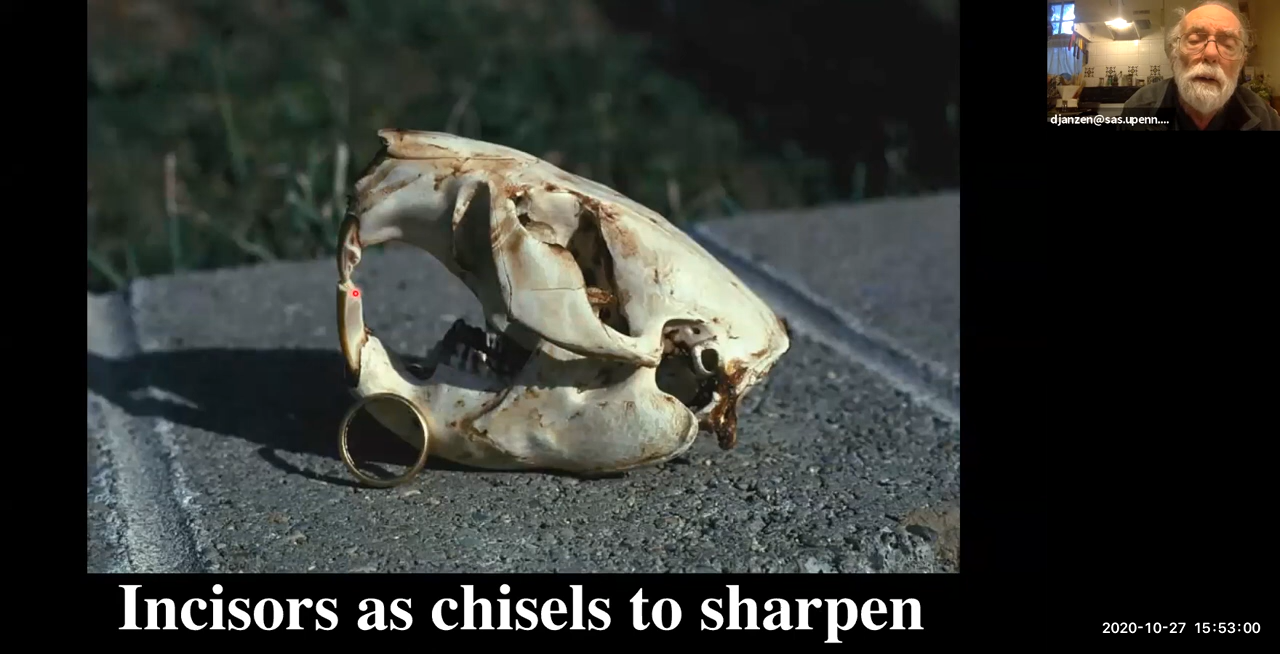 djanzen@sas.upenn....
Incisors as chisels to sharpen
2020-10-27 15:53:00